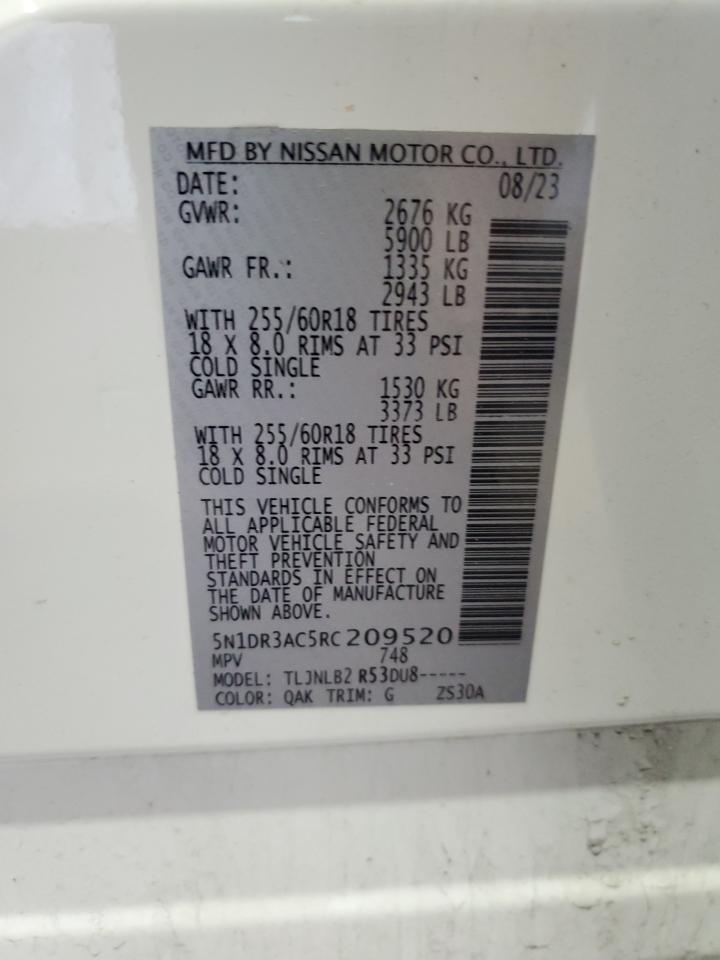 MFD BY NISSAN MOTOR CO., LTD.
DATE: 08/23
GVWR: 2676 KG
5900 LB
GAWR FR.: 1335 KG
2943 LB
WITH 255/60R18 TIRES
18 X 8.0 RIMS AT 33 PSI
COLD SINGLE
GAWR RR.: 1530 KG
3373 LB
WITH 255/60R18 TIRES
18 X 8.0 RIMS AT 33 PSI
COLD SINGLE
THIS VEHICLE CONFORMS TO
ALL APPLICABLE FEDERAL
MOTOR VEHICLE SAFETY AND
THEFT PREVENTION
STANDARDS IN EFFECT ON
THE DATE OF MANUFACTURE
SHOWN ABOVE.
5N1DR3AC5RC209520
MPV 748
MODEL: TLJNLB2 R53DU8-----
COLOR: QAK TRIM: G ZS30A